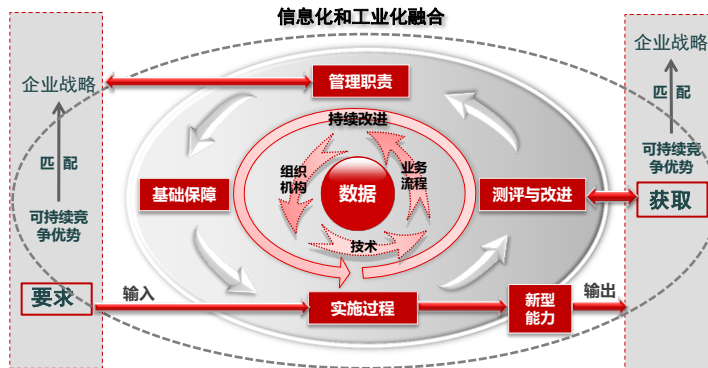 信息化和工业化融合
企业战略
匹 配
可持续竞
争优势
要求
输入
管理职责
持续改进
组织
机构
业务
流程
数据
技术
基础保障
测评与改进
实施过程
新型
能力
输出
企业战略
匹 配
可持续竞
争优势
获取